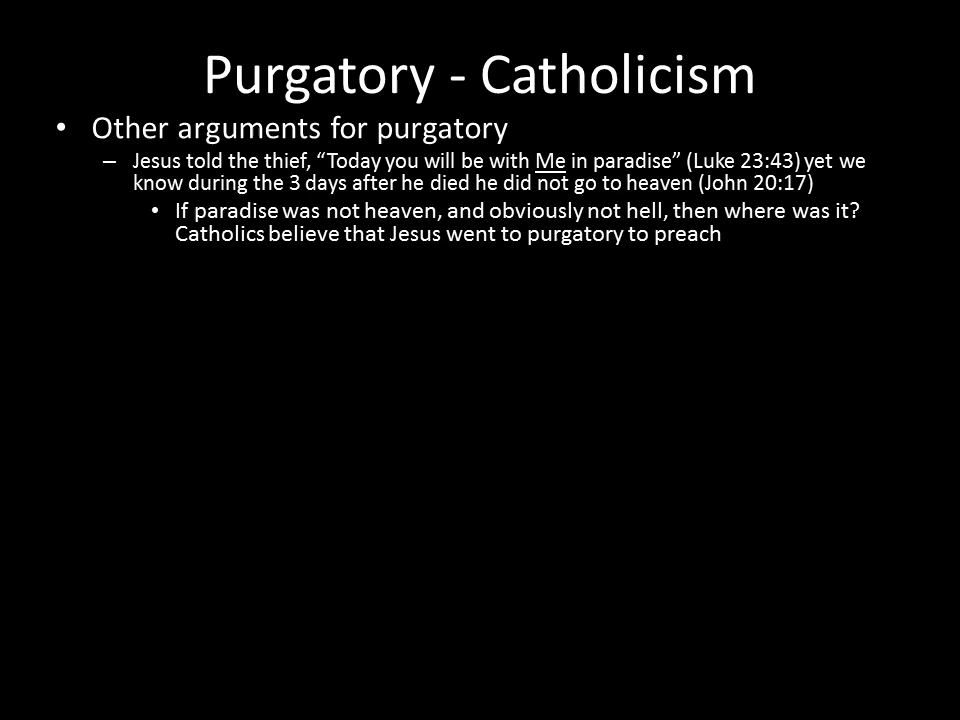 Purgatory - Catholicism
• Other arguments for purgatory
– Jesus told the thief, “Today you will be with Me in paradise” (Luke 23:43) yet we
know during the 3 days after he died he did not go to heaven (John 20:17)
• If paradise was not heaven, and obviously not hell, then where was it?
Catholics believe that Jesus went to purgatory to preach